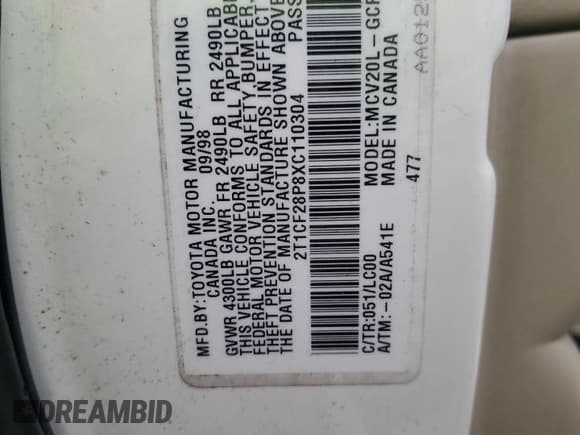 MFD.BY:TOYOTA MOTOR MANUFACTURING
CANADA INC. 09/98
GVWR 4300LB GAWR FR 2490LB RR 2490LB
THIS VEHICLE CONFORMS TO ALL APPLICABL
FEDERAL MOTOR VEHICLE SAFETY, BUMPER,
THEFT PREVENTION STANDARDS IN EFFECT
THE DATE OF MANUFACTURE SHOWN ABOVE
2T1CF28P8XC110304 PASS
C/TR:051/LC00 MODEL:MCV20L-GCP
A/TM:-02A/A541E MADE IN CANADA
477
AA012
DREAMBID